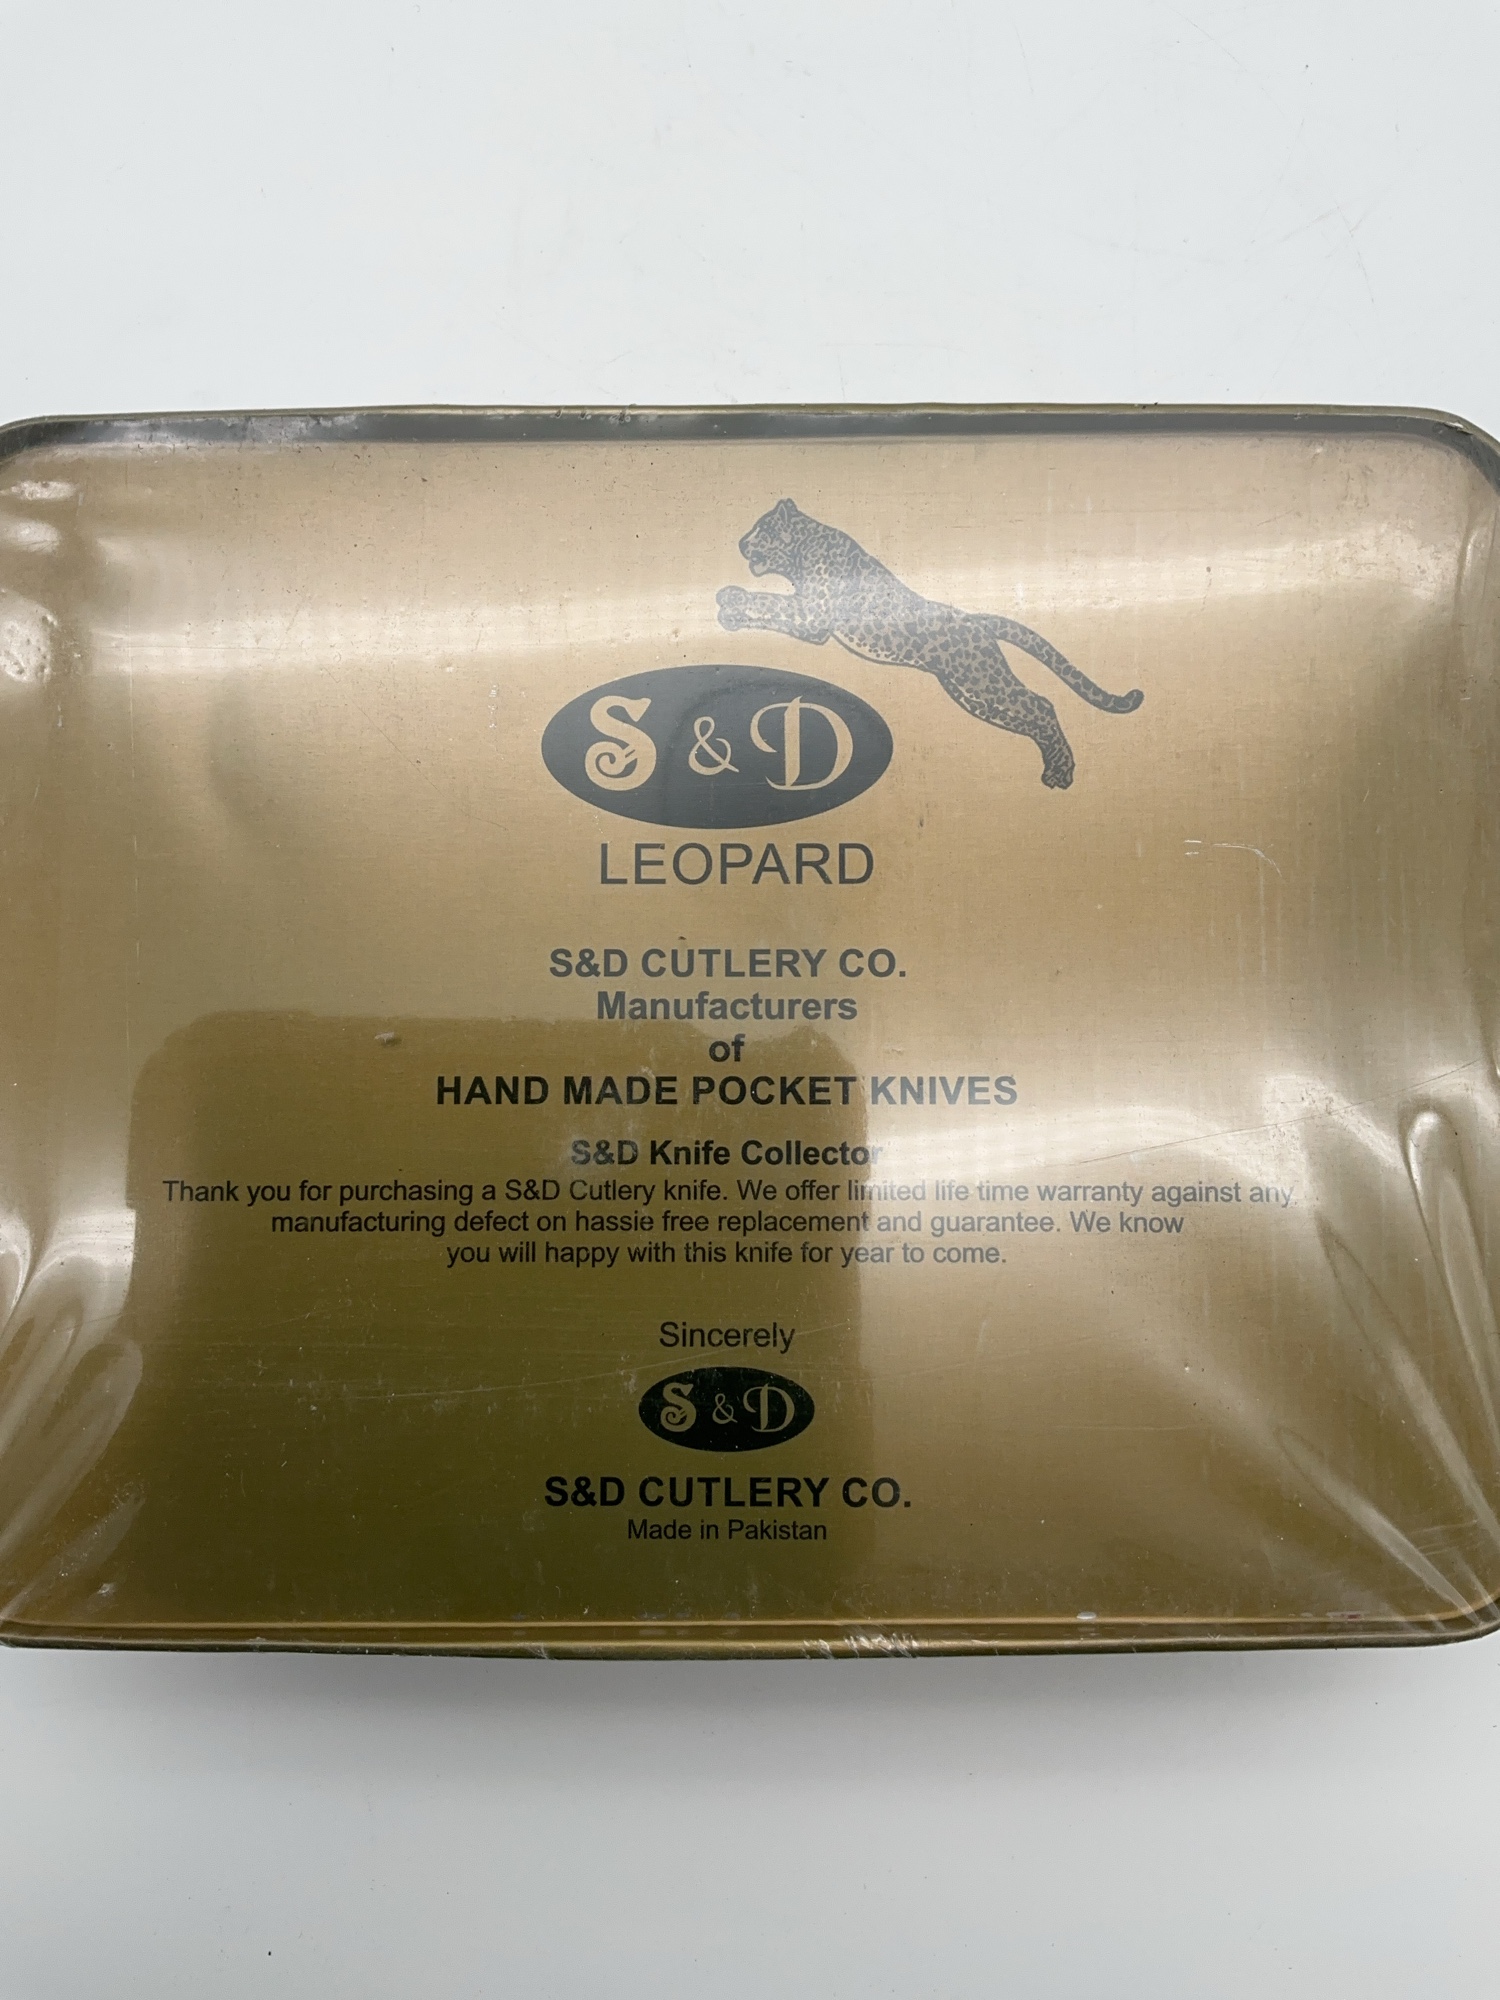 S & D
LEOPARD
S&D CUTLERY CO.
Manufacturers
of
HAND MADE POCKET KNIVES
S&D Knife Collector
Thank you for purchasing a S&D Cutlery knife. We offer limited life time warranty against any
manufacturing defect on hassie free replacement and guarantee. We know
you will happy with this knife for year to come.
Sincerely
S & D
S&D CUTLERY CO.
Made in Pakistan